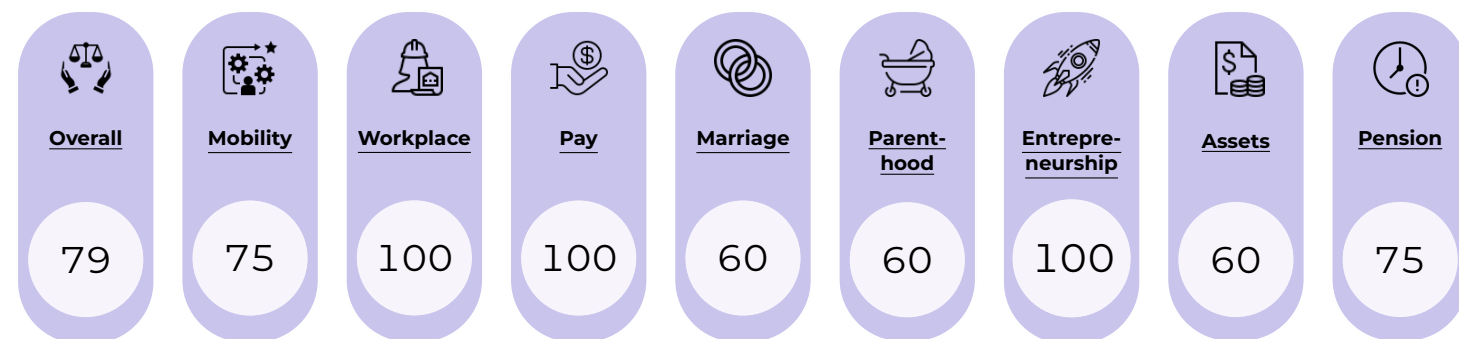 Overall
79
Mobility
75
Workplace
100
Pay
100
Marriage
60
Parent-
hood
60
Entrepre-
neurship
100
Assets
60
Pension
75